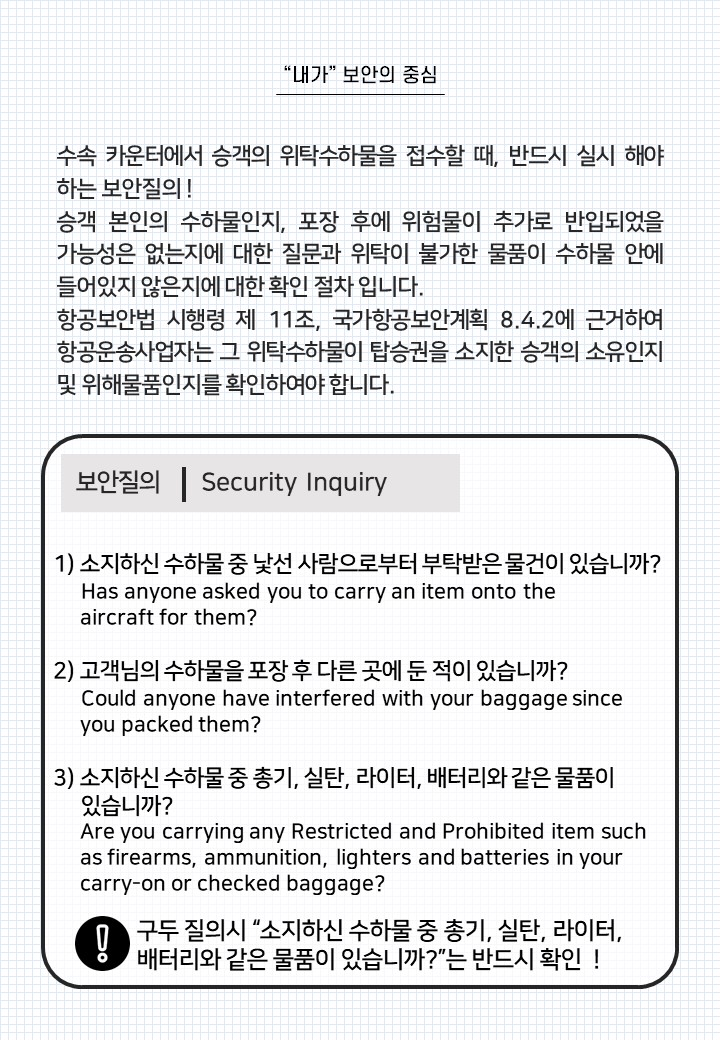 “내가” 보안의 중심
수속 카운터에서 승객의 위탁수하물을 접수할 때, 반드시 실시 해야
하는 보안질의 !
승객 본인의 수하물인지, 포장 후에 위험물이 추가로 반입되었을
가능성은 없는지에 대한 질문과 위탁이 불가한 물품이 수하물 안에
들어있지 않은지에 대한 확인 절차 입니다.
항공보안법 시행령 제 11조, 국가항공보안계획 8.4.2에 근거하여
항공운송사업자는 그 위탁수하물이 탑승권을 소지한 승객의 소유인지
및 위해물품인지를 확인하여야 합니다.
보안질의 | Security Inquiry
1) 소지하신 수하물 중 낯선 사람으로부터 부탁받은 물건이 있습니까?
Has anyone asked you to carry an item onto the
aircraft for them?
2) 고객님의 수하물을 포장 후 다른 곳에 둔 적이 있습니까?
Could anyone have interfered with your baggage since
you packed them?
3) 소지하신 수하물 중 총기, 실탄, 라이터, 배터리와 같은 물품이
있습니까?
Are you carrying any Restricted and Prohibited item such
as firearms, ammunition, lighters and batteries in your
carry-on or checked baggage?
구두 질의시 “소지하신 수하물 중 총기, 실탄, 라이터,
배터리와 같은 물품이 있습니까?”는 반드시 확인 !